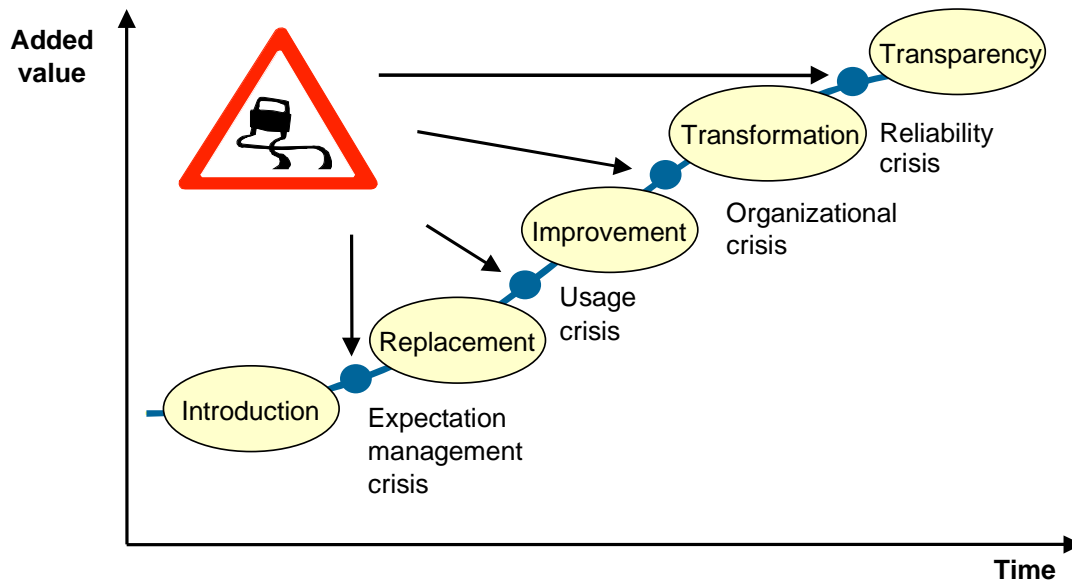 Added
value
Transparency
Transformation
Reliability
crisis
Improvement
Organizational
crisis
Usage
crisis
Replacement
Introduction
Expectation
management
crisis
Time